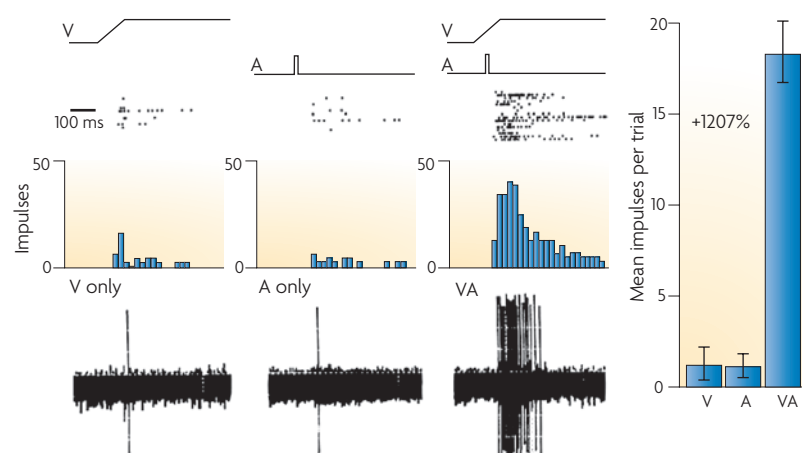 V
A
V
A
100 ms
50
0
Impulses
50
0
50
0
V only
A only
VA
20
15
10
5
0
Mean impulses per trial
+1207%
V
A
VA